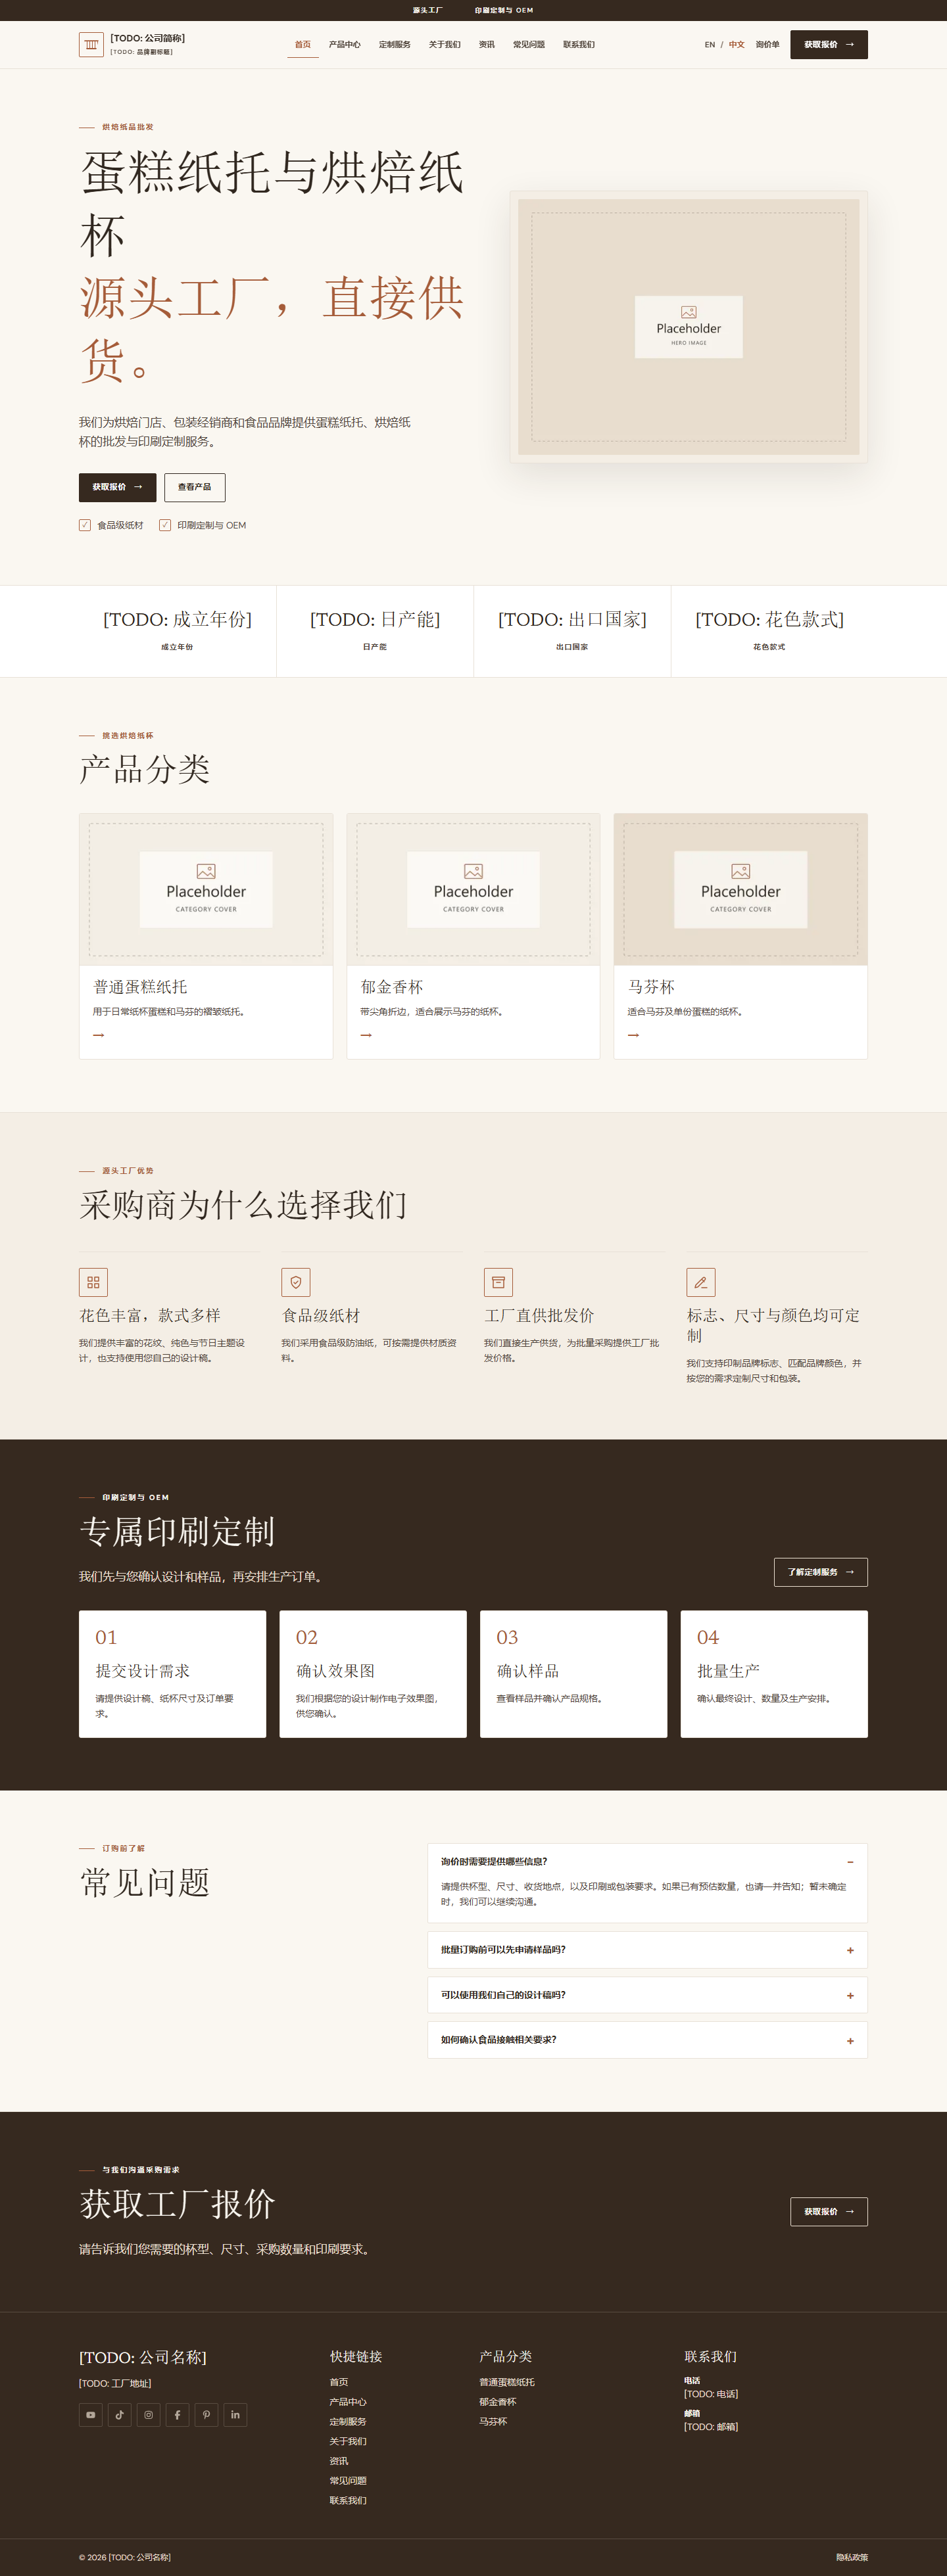 源头工厂
印刷定制与 OEM
[TODO: 公司简称]
[TODO: 品牌副标题]
首页
产品中心
定制服务
关于我们
资讯
常见问题
联系我们
EN / 中文
询价单
获取报价 →
烘焙纸品批发
蛋糕纸托与烘焙纸
杯
源头工厂，直接供
货。
我们为烘焙门店、包装经销商和食品品牌提供蛋糕纸托、烘焙纸
杯的批发与印刷定制服务。
获取报价 →
查看产品
食品级纸材
印刷定制与 OEM
Placeholder
HERO IMAGE
[TODO: 成立年份]
成立年份
[TODO: 日产能]
日产能
[TODO: 出口国家]
出口国家
[TODO: 花色款式]
花色款式
挑选烘焙纸杯
产品分类
Placeholder
CATEGORY COVER
普通蛋糕纸托
用于日常纸杯蛋糕和马芬的褶皱纸托。
→
Placeholder
CATEGORY COVER
郁金香杯
带尖角折边，适合展示马芬的纸杯。
→
Placeholder
CATEGORY COVER
马芬杯
适合马芬及单份蛋糕的纸杯。
→
源头工厂优势
采购商为什么选择我们
花色丰富，款式多样
我们提供丰富的花纹、纯色与节日主题设
计，也支持使用您自己的设计稿。
食品级纸材
我们采用食品级防油纸，可按需提供材质资
料。
工厂直供批发价
我们直接生产供货，为批量采购提供工厂批
发价格。
标志、尺寸与颜色均可定
制
我们支持印制品牌标志、匹配品牌颜色，并
按您的需求定制尺寸和包装。
印刷定制与 OEM
专属印刷定制
我们先与您确认设计和样品，再安排生产订单。
了解定制服务 →
01
提交设计需求
请提供设计稿、纸杯尺寸及订单要
求。
02
确认效果图
我们根据您的设计制作电子效果图，
供您确认。
03
确认样品
查看样品并确认产品规格。
04
批量生产
确认最终设计、数量及生产安排。
订购前了解
常见问题
询价时需要提供哪些信息？ −
请提供杯型、尺寸、收货地点，以及印刷或包装要求。如果已有预估数量，也请一并告知；暂未确定
时，我们可以继续沟通。
批量订购前可以先申请样品吗？ +
可以使用我们自己的设计稿吗？ +
如何确认食品接触相关要求？ +
与我们沟通采购需求
获取工厂报价
请告诉我们您需要的杯型、尺寸、采购数量和印刷要求。
获取报价 →
[TODO: 公司名称]
[TODO: 工厂地址]
快捷链接
首页
产品中心
定制服务
关于我们
资讯
常见问题
联系我们
产品分类
普通蛋糕纸托
郁金香杯
马芬杯
联系我们
电话
[TODO: 电话]
邮箱
[TODO: 邮箱]
© 2026 [TODO: 公司名称]
隐私政策